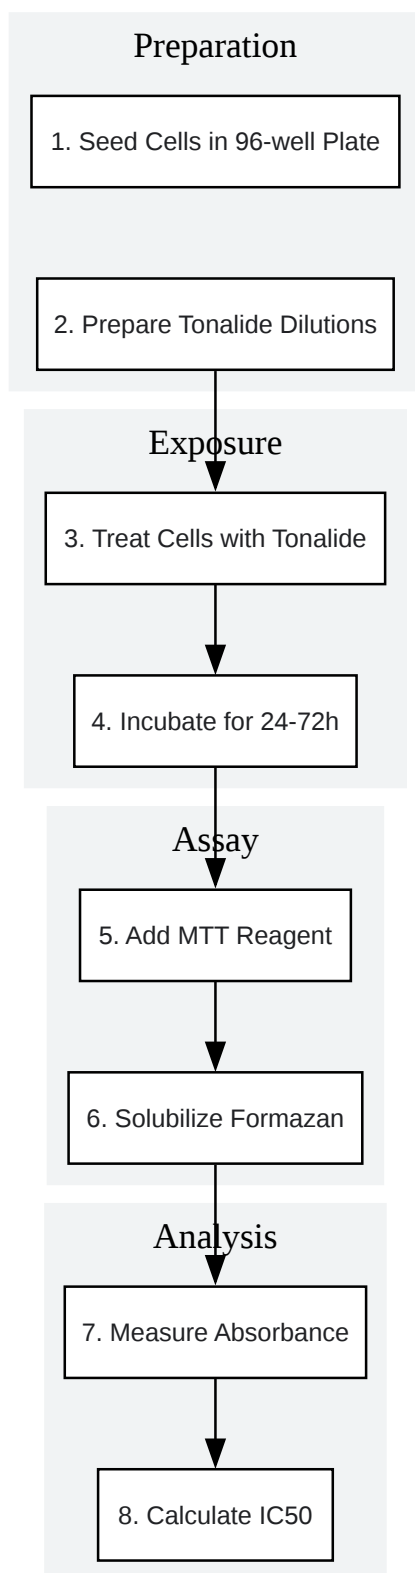 Preparation
1. Seed Cells in 96-well Plate
2. Prepare Tonalide Dilutions
Exposure
3. Treat Cells with Tonalide
4. Incubate for 24-72h
Assay
5. Add MTT Reagent
6. Solubilize Formazan
Analysis
7. Measure Absorbance
8. Calculate IC50